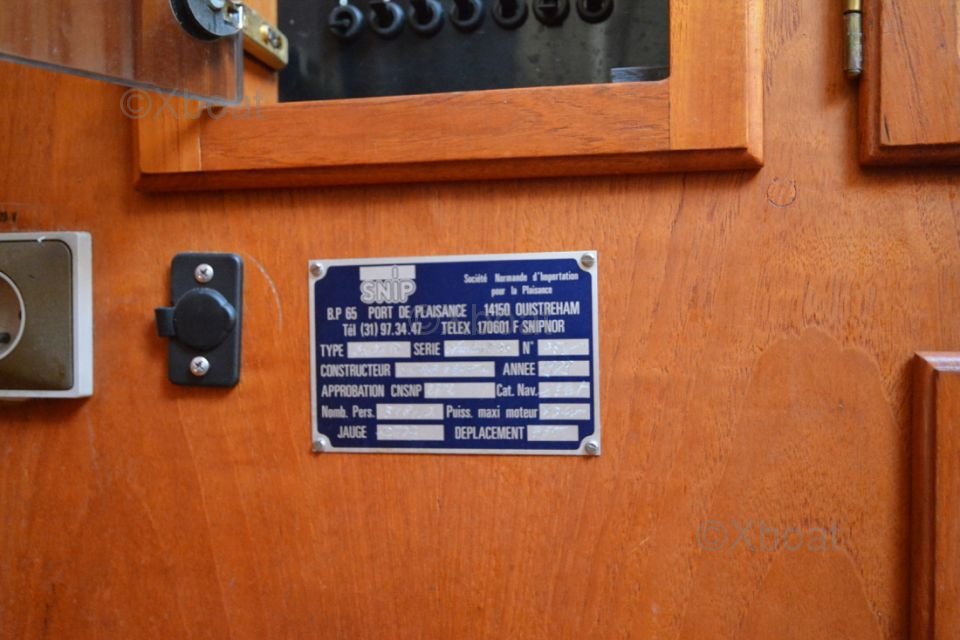 ©Xboat
SNIP
Société Normande d'Importation
pour la Plaisance
B.P 65 PORT DE PLAISANCE 14150 OUISTREHAM
Tél (31) 97.34.47 TELEX 170601 F SNIPNOR
TYPE SERIE N°
CONSTRUCTEUR ANNEE
APPROBATION CNSNP Cat. Nav.
Nomb. Pers. Puiss. maxi moteur
JAUGE DEPLACEMENT
©Xboat